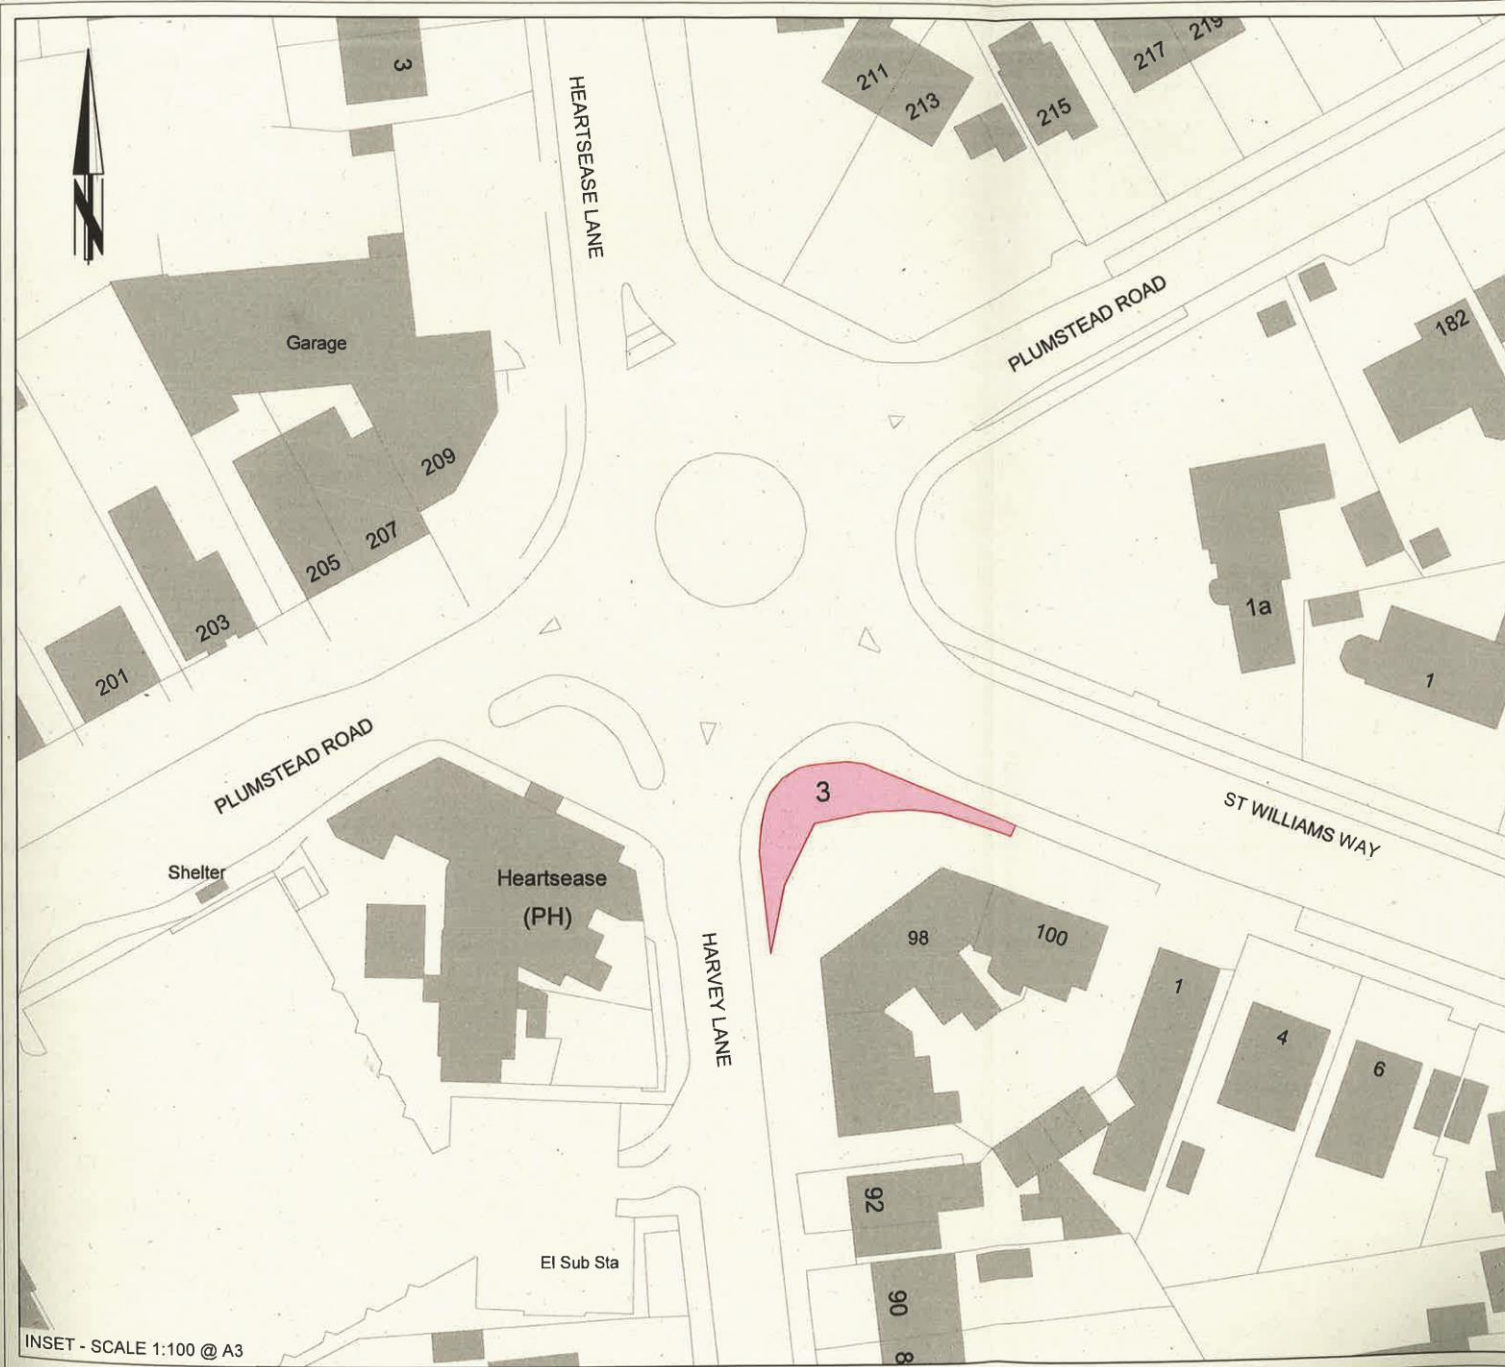 3
211
213
215
217
219
HEARTSEASE LANE
N
PLUMSTEAD ROAD
182
Garage
209
207
205
203
201
1a
1
PLUMSTEAD ROAD
3
ST WILLIAMS WAY
Shelter
Heartsease
(PH)
98
100
HARVEY LANE
1
4
6
92
El Sub Sta
90
8
INSET - SCALE 1:100 @ A3